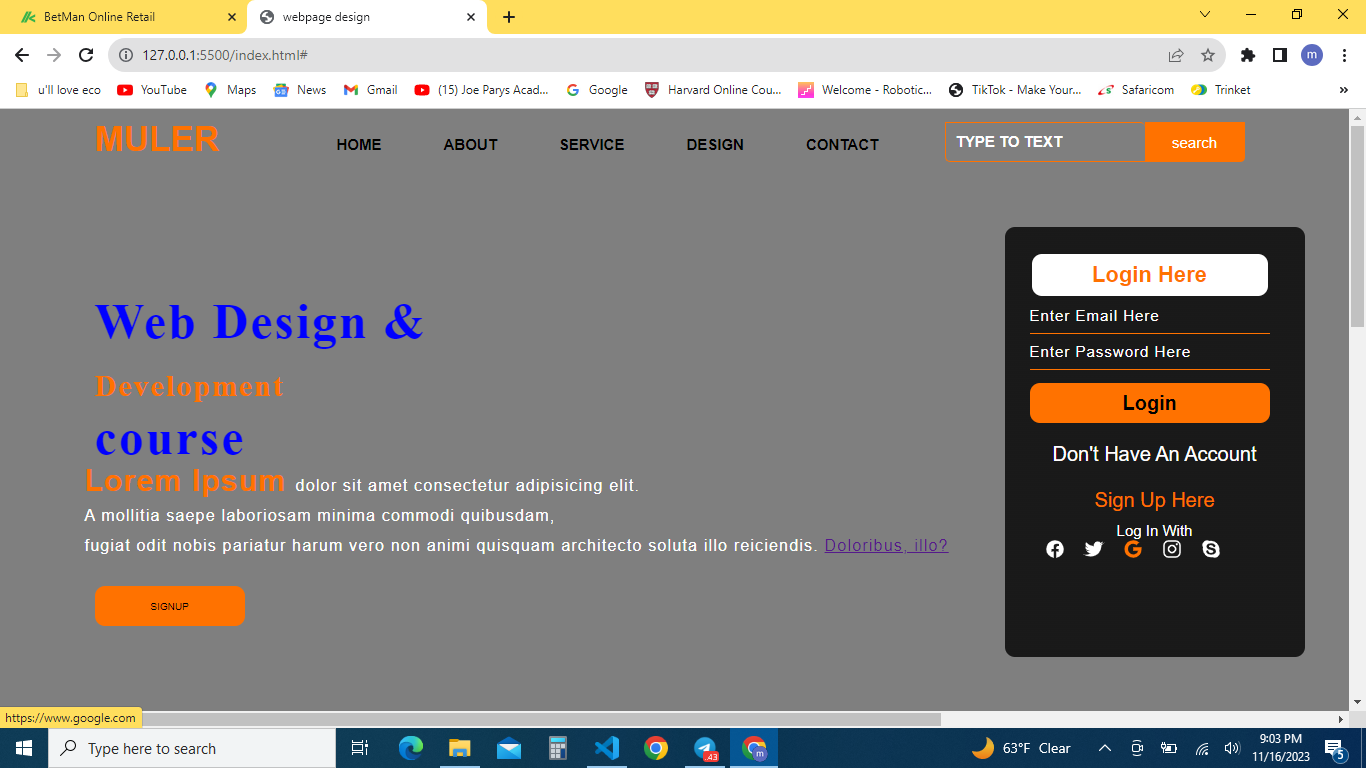 BetMan Online Retail
webpage design
127.0.0.1:5500/index.html#
m
u'll love eco
YouTube
Maps
News
Gmail
(15) Joe Parys Acad...
Google
Harvard Online Cou...
Welcome - Robotic...
TikTok - Make Your...
Safaricom
Trinket
»
MULER
HOME
ABOUT
SERVICE
DESIGN
CONTACT
TYPE TO TEXT
search
Web Design &
Development
course
Lorem Ipsum dolor sit amet consectetur adipisicing elit.
A mollitia saepe laboriosam minima commodi quibusdam,
fugiat odit nobis pariatur harum vero non animi quisquam architecto soluta illo reiciendis. Doloribus, illo?
SIGNUP
Login Here
Enter Email Here
Enter Password Here
Login
Don't Have An Account
Sign Up Here
Log In With
https://www.google.com
Type here to search
43
m
63°F Clear
9:03 PM
11/16/2023
5